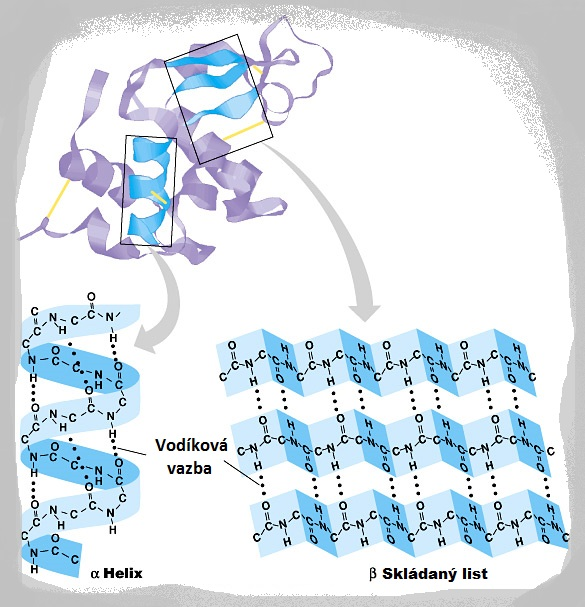 Vodíková
vazba
α Helix
β Skládaný list